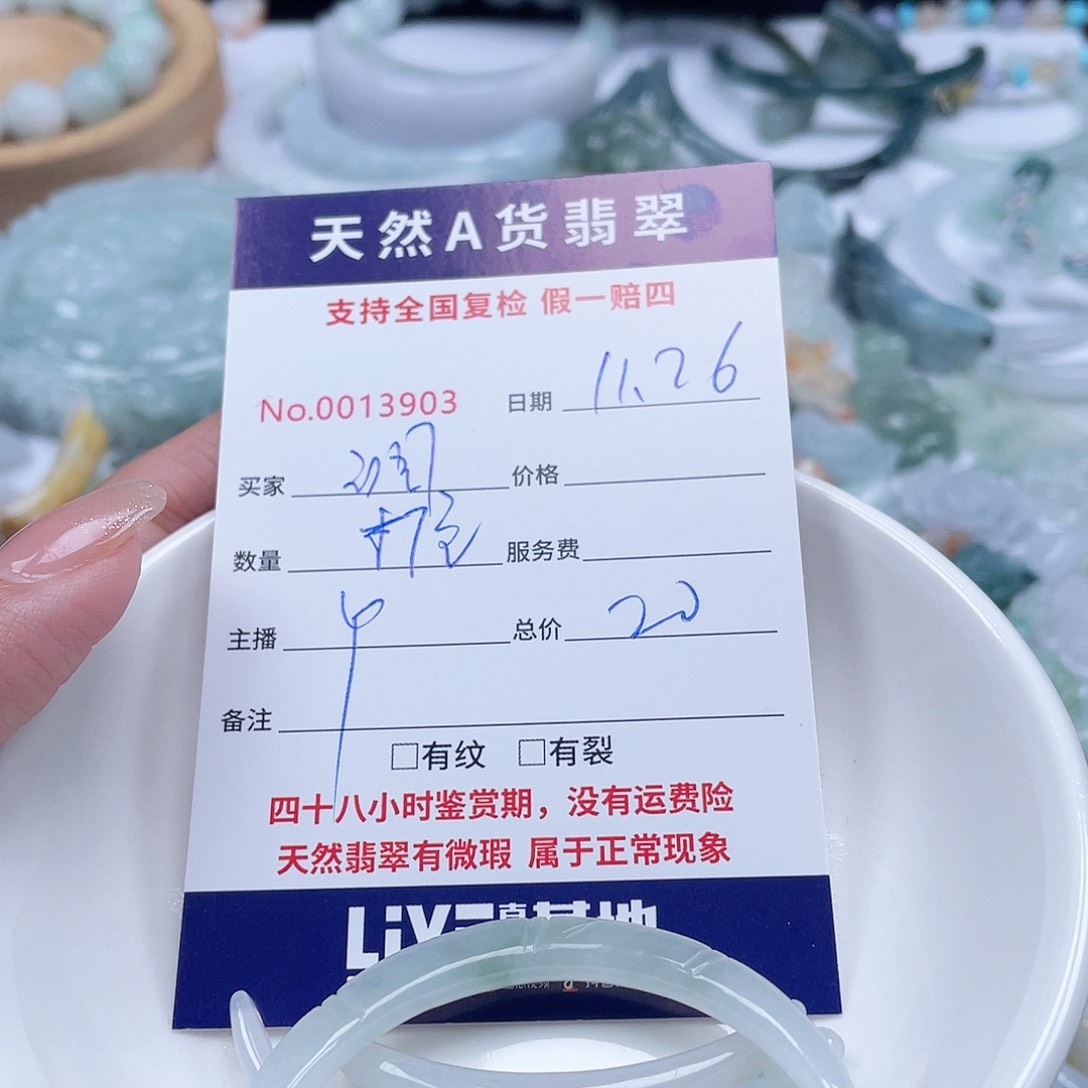 天然A货翡翠
支持全国复检 假一赔四
No.0013903 日期 11.26
买家 价格
数量 服务费
主播 总价 20
备注
□有纹 □有裂
四十八小时鉴赏期，没有运费险
天然翡翠有微瑕 属于正常现象